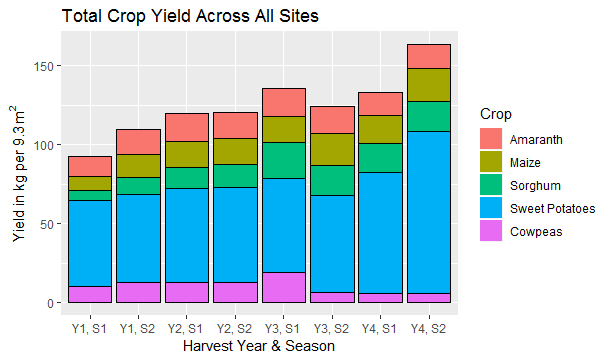 Total Crop Yield Across All Sites
Yield in kg per 9.3m²
150
100
50
0
Y1, S1 Y1, S2 Y2, S1 Y2, S2 Y3, S1 Y3, S2 Y4, S1 Y4, S2
Harvest Year & Season
Crop
Amaranth
Maize
Sorghum
Sweet Potatoes
Cowpeas